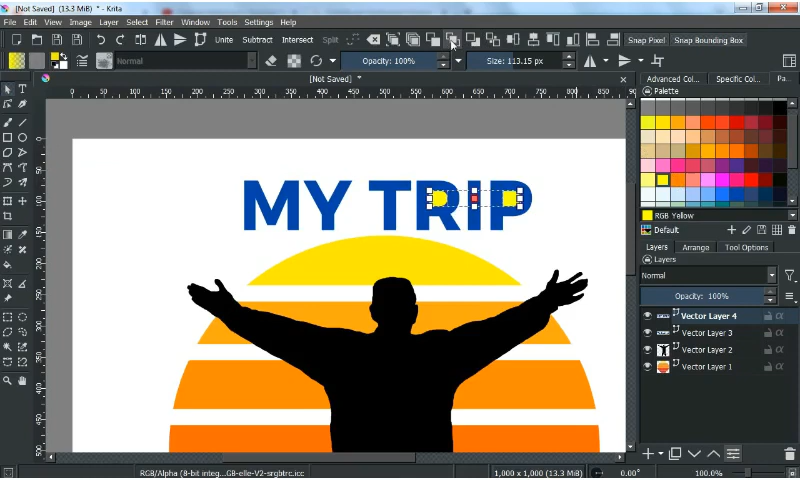 [Not Saved] (13.3 MiB) * - Krita
File Edit View Image Layer Select Filter Window Tools Settings Help
Unite Subtract Intersect Split Snap Pixel Snap Bounding Box
Normal Opacity: 100% Size: 113.15 px
[Not Saved] *
Advanced Col... Specific Color... Pa...
Palette
MY TRIP
RGB Yellow
Default
Layers Arrange Tool Options
Layers
Normal
Opacity: 100%
Vector Layer 4
Vector Layer 3
Vector Layer 2
Vector Layer 1
RGB/Alpha (8-bit integ...GB-elle-V2-srgbtrc.icc 1,000 x 1,000 (13.3 MiB) 0.00° 100.0%